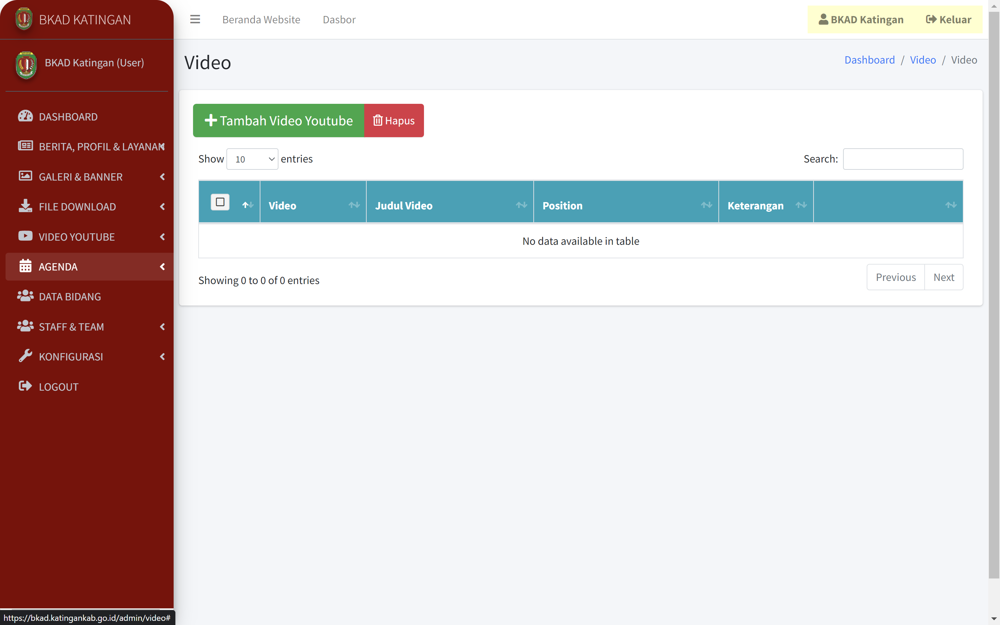 BKAD KATINGAN
Beranda Website
Dasbor
BKAD Katingan
Keluar
BKAD Katingan (User)
DASHBOARD
BERITA, PROFIL & LAYANAN
GALERI & BANNER
FILE DOWNLOAD
VIDEO YOUTUBE
AGENDA
DATA BIDANG
STAFF & TEAM
KONFIGURASI
LOGOUT
Video
Dashboard / Video / Video
Tambah Video Youtube
Hapus
Show 10 entries
Search:
Video Judul Video Position Keterangan
No data available in table
Showing 0 to 0 of 0 entries
Previous Next
https://bkad.katingankab.go.id/admin/video#